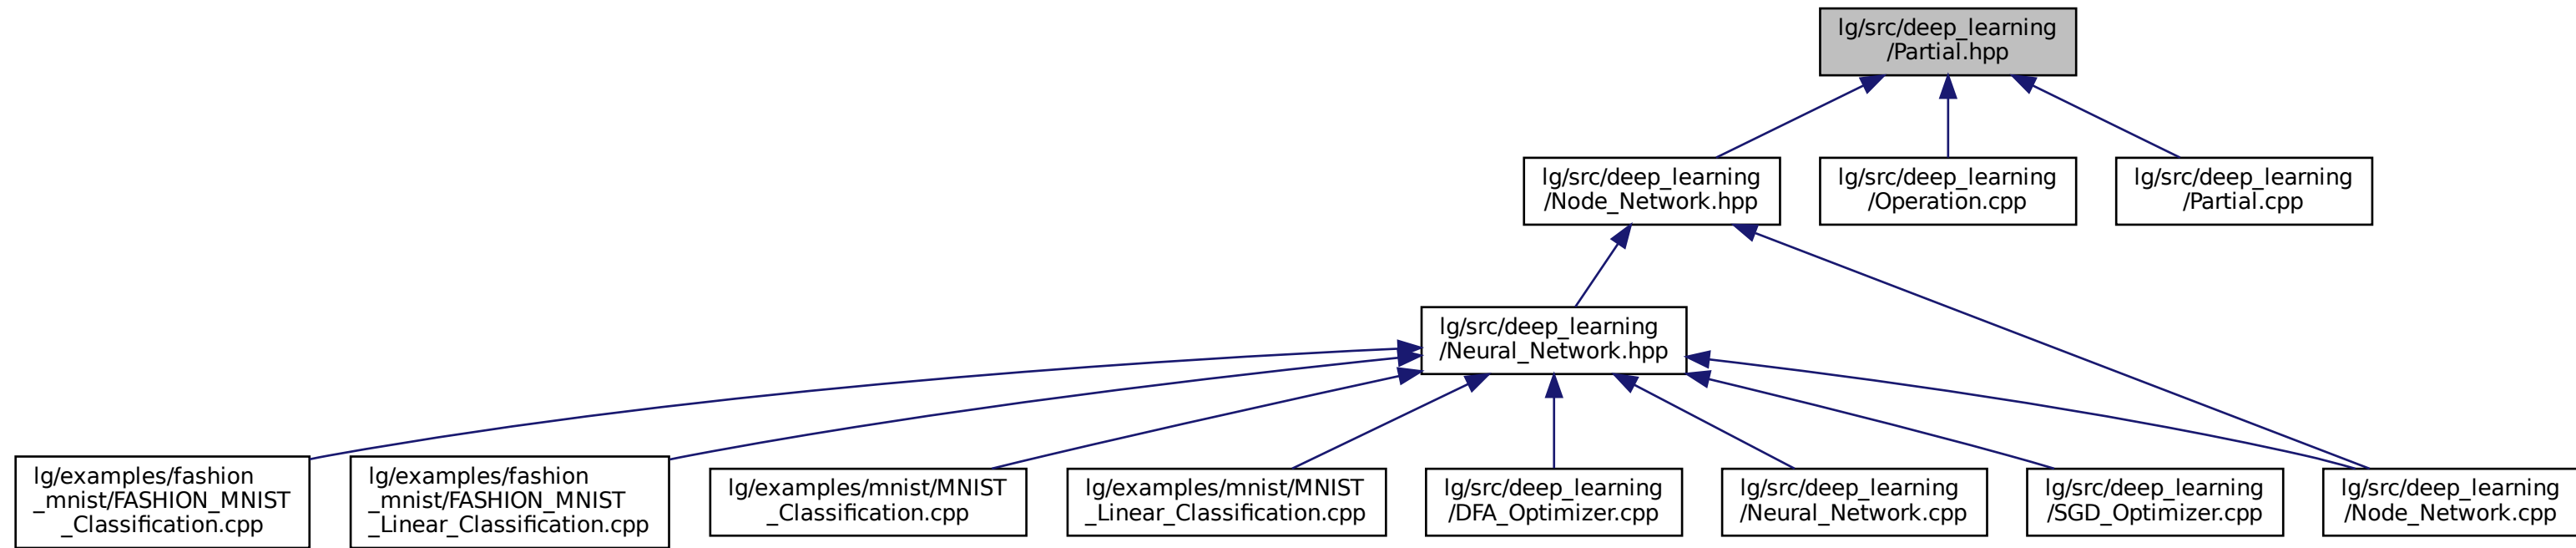 lg/src/deep_learning
/Partial.hpp
lg/src/deep_learning
/Node_Network.hpp
lg/src/deep_learning
/Operation.cpp
lg/src/deep_learning
/Partial.cpp
lg/src/deep_learning
/Neural_Network.hpp
lg/examples/fashion
_mnist/FASHION_MNIST
_Classification.cpp
lg/examples/fashion
_mnist/FASHION_MNIST
_Linear_Classification.cpp
lg/examples/mnist/MNIST
_Classification.cpp
lg/examples/mnist/MNIST
_Linear_Classification.cpp
lg/src/deep_learning
/DFA_Optimizer.cpp
lg/src/deep_learning
/Neural_Network.cpp
lg/src/deep_learning
/SGD_Optimizer.cpp
lg/src/deep_learning
/Node_Network.cpp